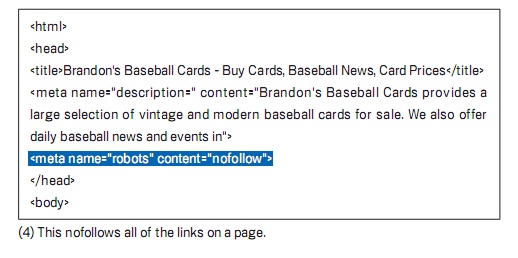 <html>
<head>
<title>Brandon's Baseball Cards - Buy Cards, Baseball News, Card Prices</title>
<meta name="description=" content="Brandon's Baseball Cards provides a
large selection of vintage and modern baseball cards for sale. We also offer
daily baseball news and events in">
<meta name="robots" content="nofollow">
</head>
<body>
(4) This nofollows all of the links on a page.